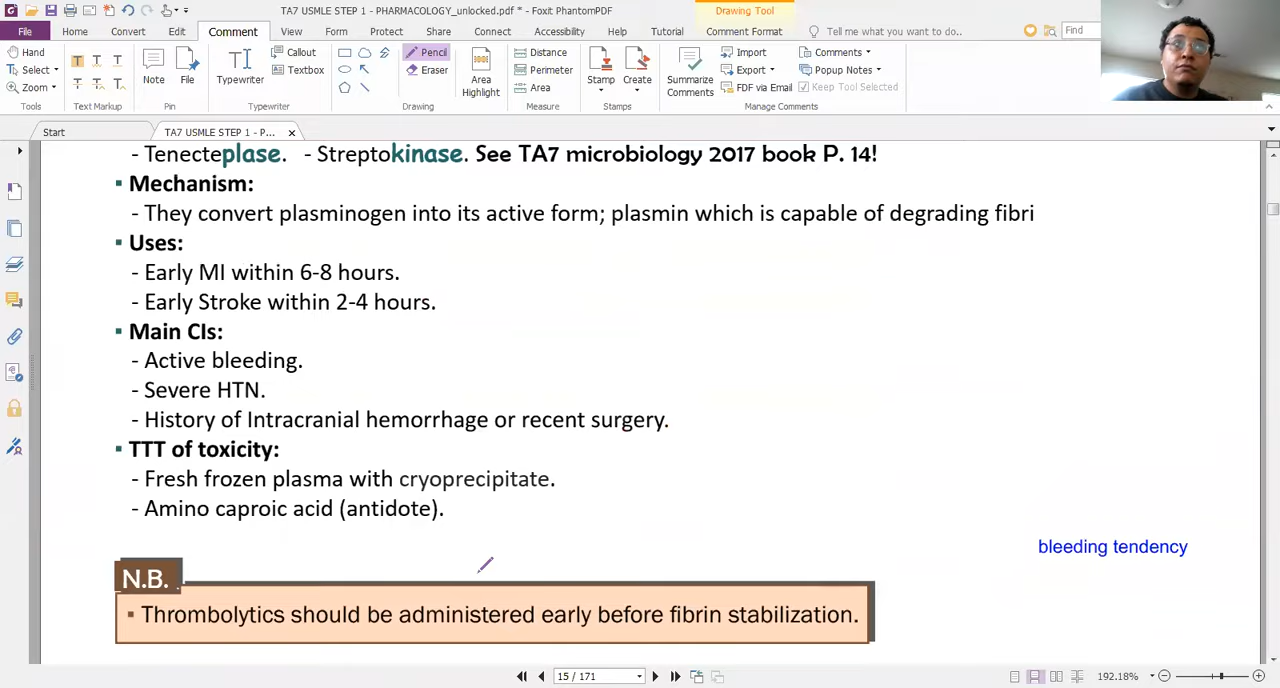 TA7 USMLE STEP 1 - PHARMACOLOGY_unlocked.pdf * - Foxit PhantomPDF
Drawing Tool
File Home Convert Edit Comment View Form Protect Share Connect Accessibility Help Tutorial Comment Format Tell me what you want to do.. Find
Hand
Select
Zoom
Tools
Text Markup
Note
File
Pin
Typewriter
Callout
Textbox
Typewriter
Pencil
Eraser
Drawing
Area
Highlight
Distance
Perimeter
Area
Measure
Stamp
Create
Stamps
Summarize
Comments
Import
Export
FDF via Email
Comments
Popup Notes
Keep Tool Selected
Manage Comments
Start
TA7 USMLE STEP 1 - P...
- Tenecteplase. - Streptokinase. See TA7 microbiology 2017 book P. 14!
▪ Mechanism:
- They convert plasminogen into its active form; plasmin which is capable of degrading fibri
▪ Uses:
- Early MI within 6-8 hours.
- Early Stroke within 2-4 hours.
▪ Main CIs:
- Active bleeding.
- Severe HTN.
- History of Intracranial hemorrhage or recent surgery.
▪ TTT of toxicity:
- Fresh frozen plasma with cryoprecipitate.
- Amino caproic acid (antidote).
bleeding tendency
N.B.
▪ Thrombolytics should be administered early before fibrin stabilization.
15 / 171
192.18%